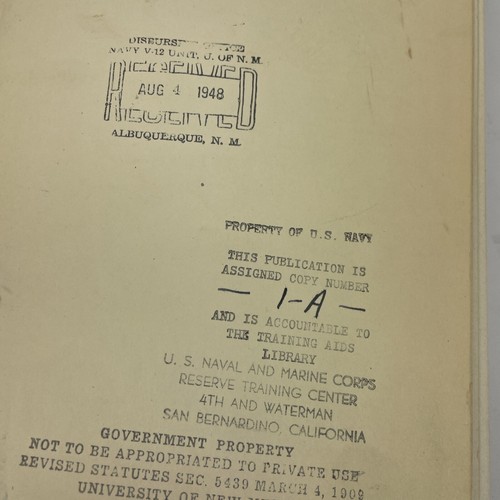 DISBURSING OFFICE
NAVY V-12 UNIT, U. OF N. M.
RECEIVED
AUG 4 1948
ALBUQUERQUE, N. M.
PROPERTY OF U.S. NAVY
THIS PUBLICATION IS
ASSIGNED COPY NUMBER
— 1-A —
AND IS ACCOUNTABLE TO
THE TRAINING AIDS
LIBRARY
U. S. NAVAL AND MARINE CORPS
RESERVE TRAINING CENTER
4TH AND WATERMAN
SAN BERNARDINO, CALIFORNIA
GOVERNMENT PROPERTY
NOT TO BE APPROPRIATED TO PRIVATE USE
REVISED STATUTES SEC. 5439 MARCH 4, 1909
UNIVERSITY OF NEW